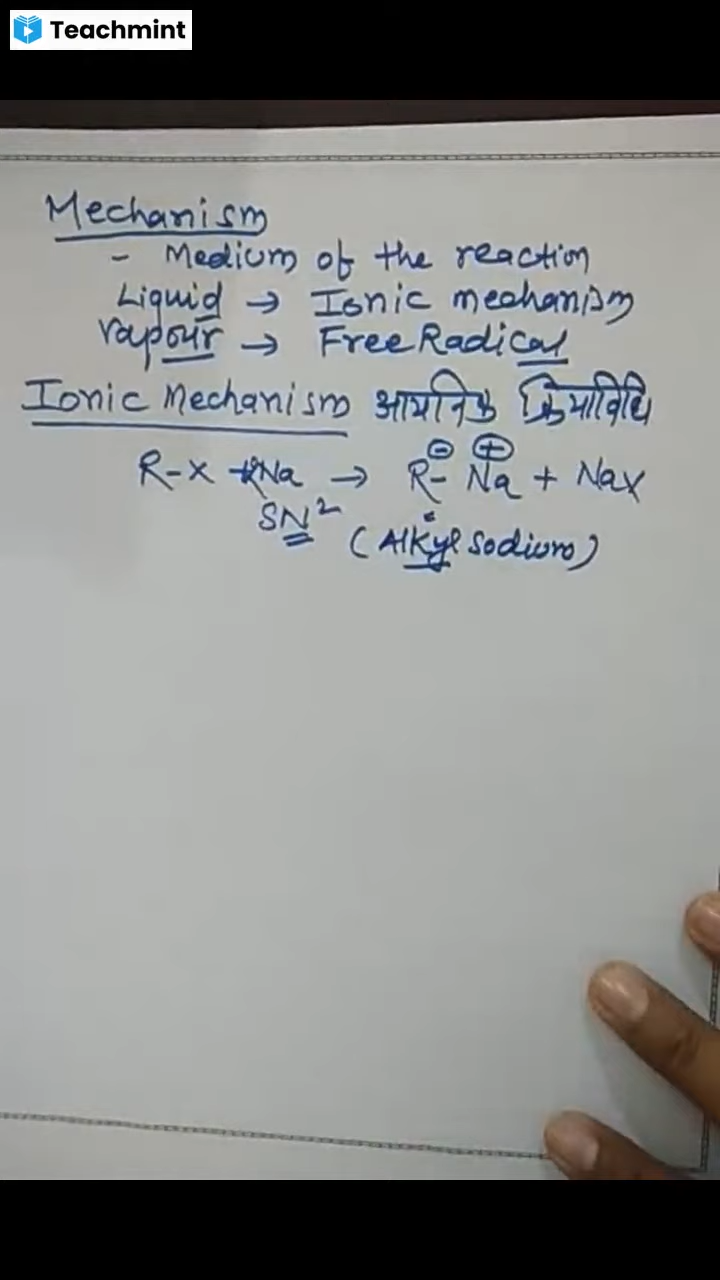 Teachmint
Mechanism
- Medium of the reaction
Liquid → Ionic mechanism
Vapour → Free Radical
Ionic Mechanism आयनिक क्रियाविधि
R-X + 2Na → R⊖ Na⊕ + NaX
SN² (Alkyl Sodium)